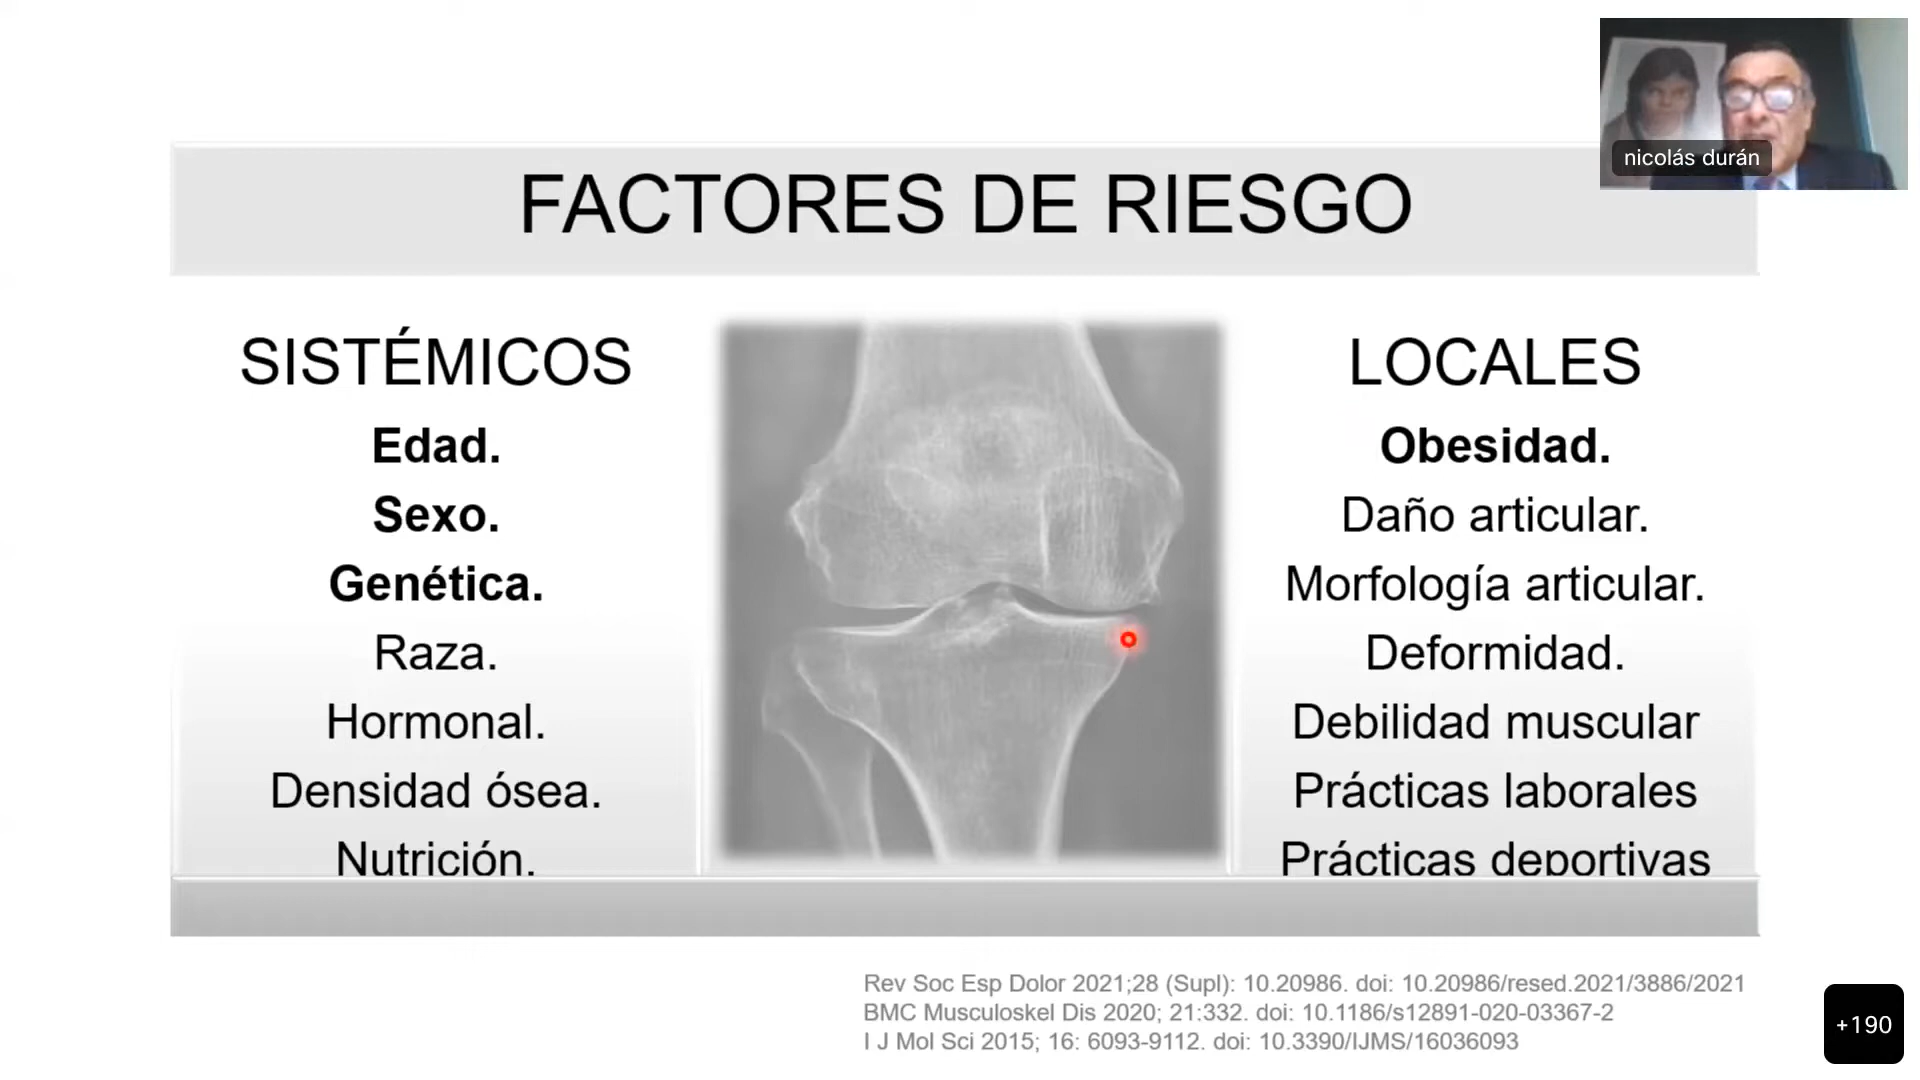 nicolás durán
FACTORES DE RIESGO
SISTÉMICOS
Edad.
Sexo.
Genética.
Raza.
Hormonal.
Densidad ósea.
Nutrición.
LOCALES
Obesidad.
Daño articular.
Morfología articular.
Deformidad.
Debilidad muscular
Prácticas laborales
Prácticas deportivas
Rev Soc Esp Dolor 2021;28 (Supl): 10.20986. doi: 10.20986/resed.2021/3886/2021
BMC Musculoskel Dis 2020; 21:332. doi: 10.1186/s12891-020-03367-2
I J Mol Sci 2015; 16: 6093-9112. doi: 10.3390/IJMS/16036093
+190